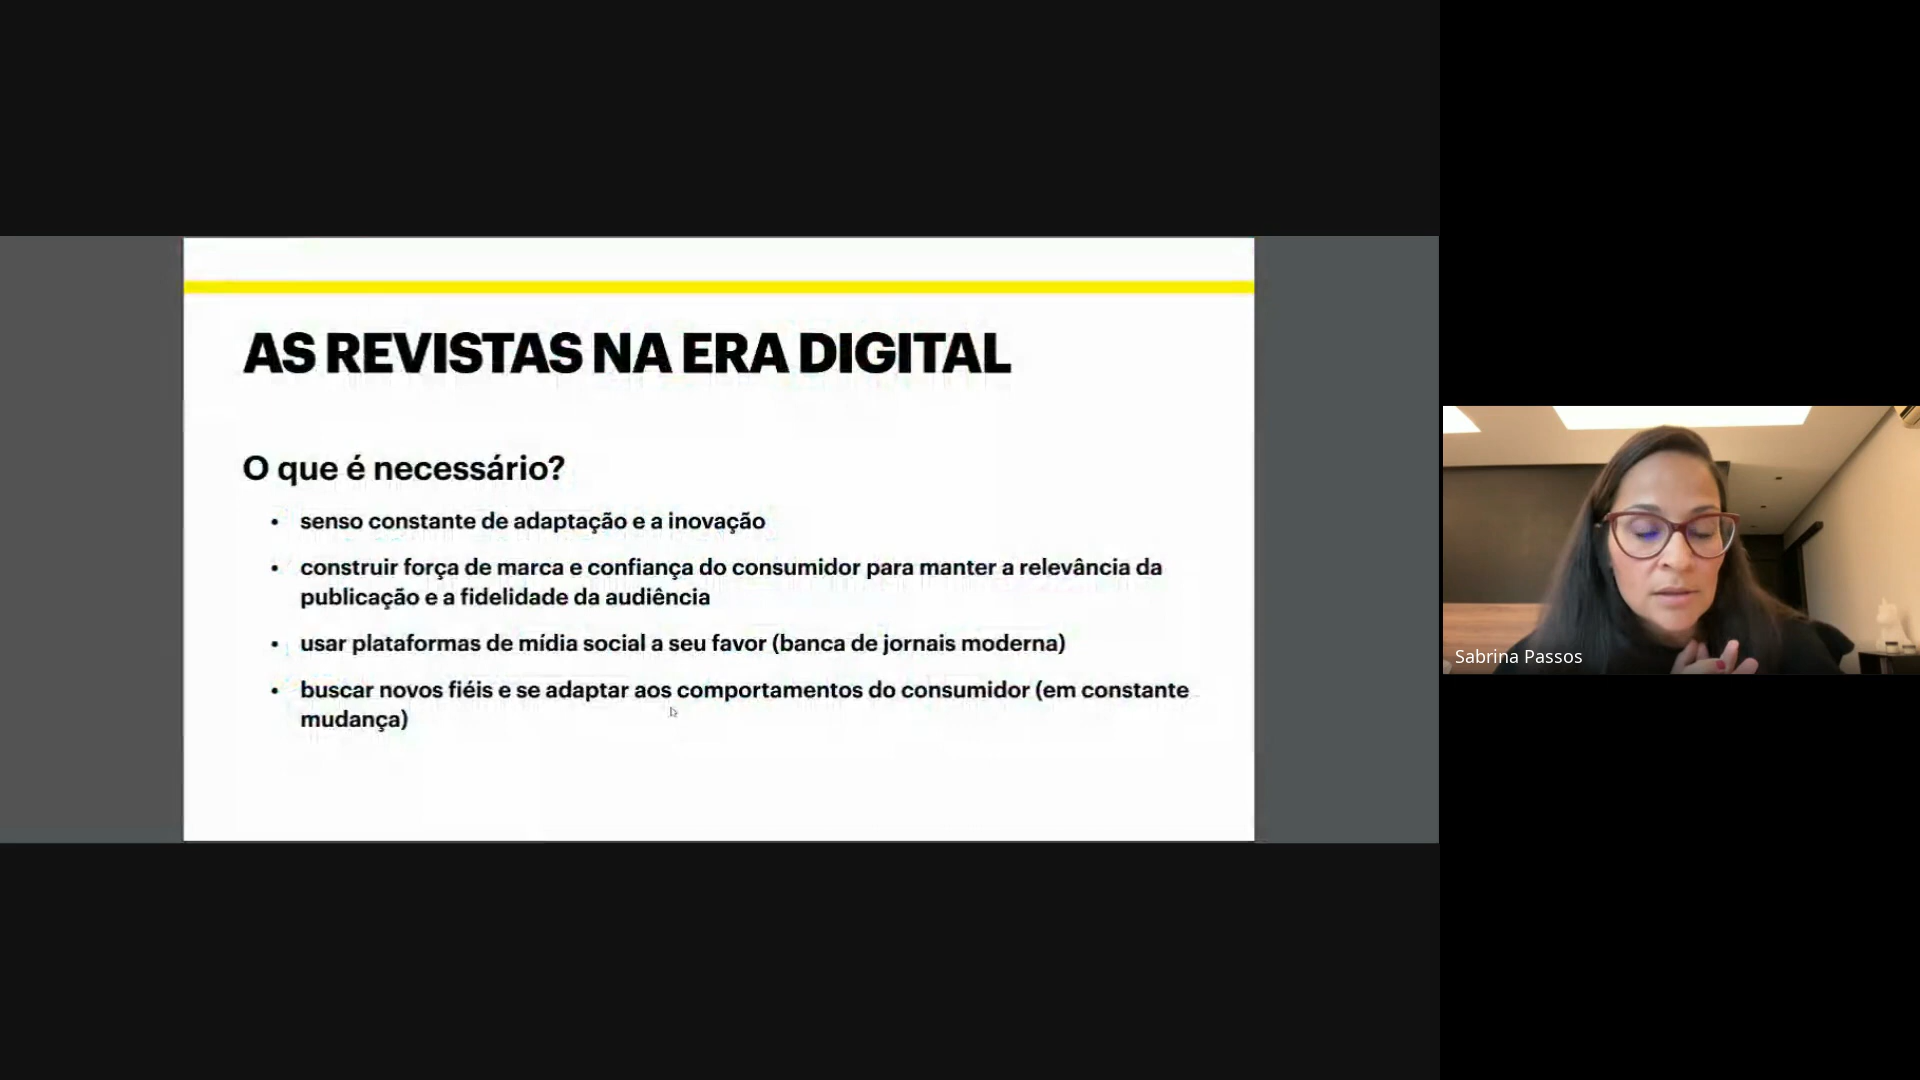 AS REVISTAS NA ERA DIGITAL
O que é necessário?
• senso constante de adaptação e a inovação
• construir força de marca e confiança do consumidor para manter a relevância da
publicação e a fidelidade da audiência
• usar plataformas de mídia social a seu favor (banca de jornais moderna)
• buscar novos fiéis e se adaptar aos comportamentos do consumidor (em constante
mudança)
Sabrina Passos